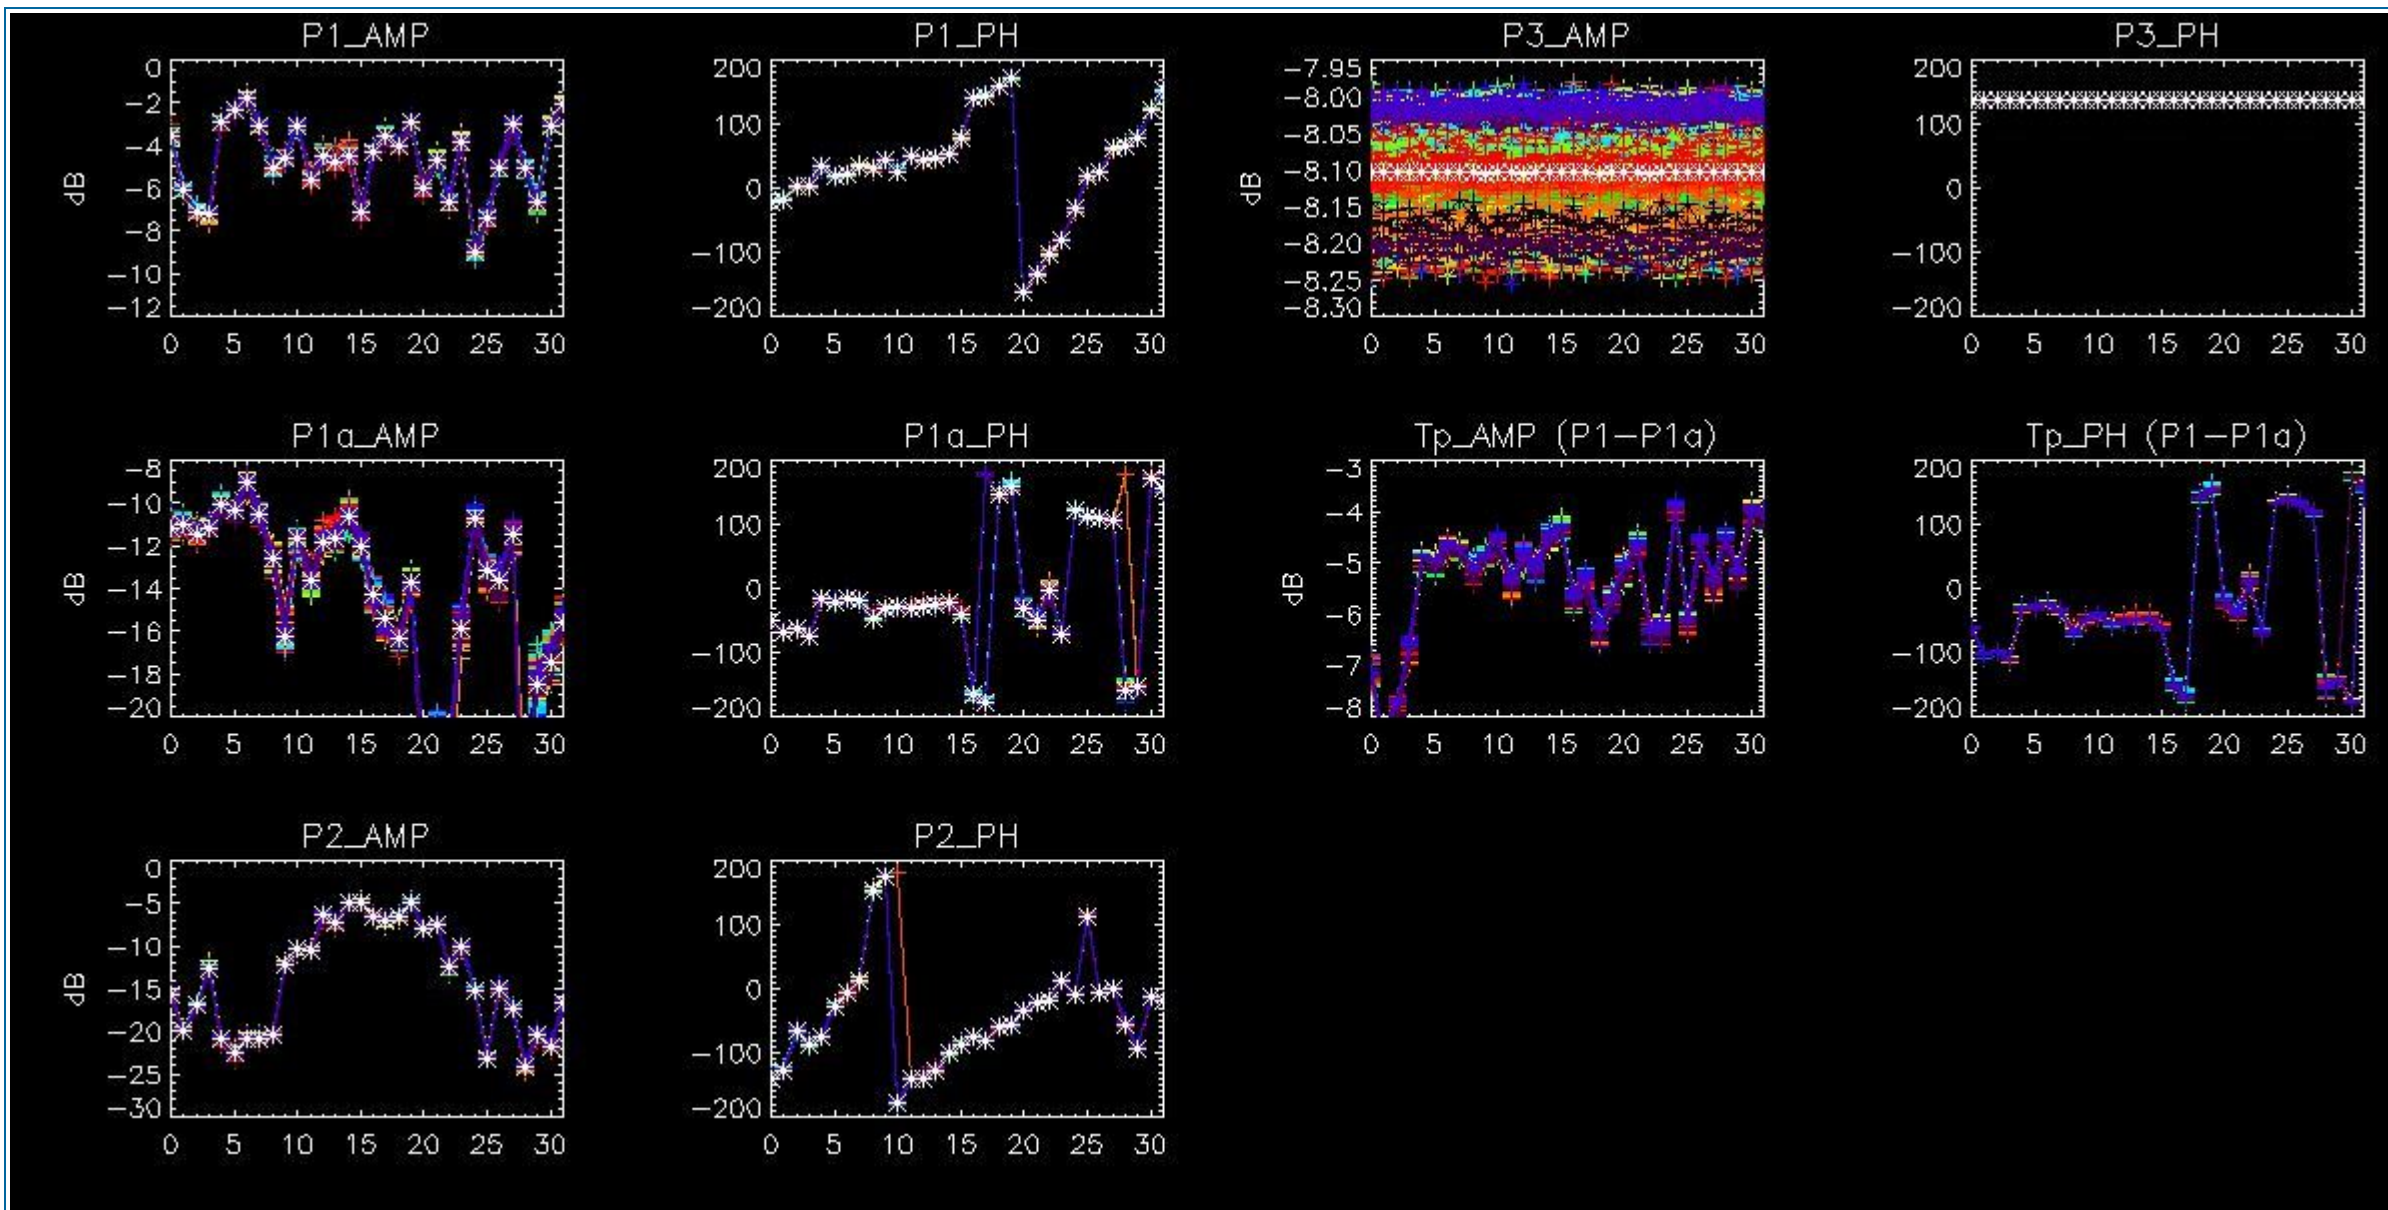 P1_AMP
0
−2
−4
−6
−8
−10
−12
dB
0 5 10 15 20 25 30
P1_PH
200
100
0
−100
−200
0 5 10 15 20 25 30
P3_AMP
−7.95
−8.00
−8.05
−8.10
−8.15
−8.20
−8.25
−8.30
dB
0 5 10 15 20 25 30
P3_PH
200
100
0
−100
−200
0 5 10 15 20 25 30
P1a_AMP
−8
−10
−12
−14
−16
−18
−20
dB
0 5 10 15 20 25 30
P1a_PH
200
100
0
−100
−200
0 5 10 15 20 25 30
Tp_AMP (P1−P1a)
−3
−4
−5
−6
−7
−8
dB
0 5 10 15 20 25 30
Tp_PH (P1−P1a)
200
100
0
−100
−200
0 5 10 15 20 25 30
P2_AMP
0
−5
−10
−15
−20
−25
−30
dB
0 5 10 15 20 25 30
P2_PH
200
100
0
−100
−200
0 5 10 15 20 25 30